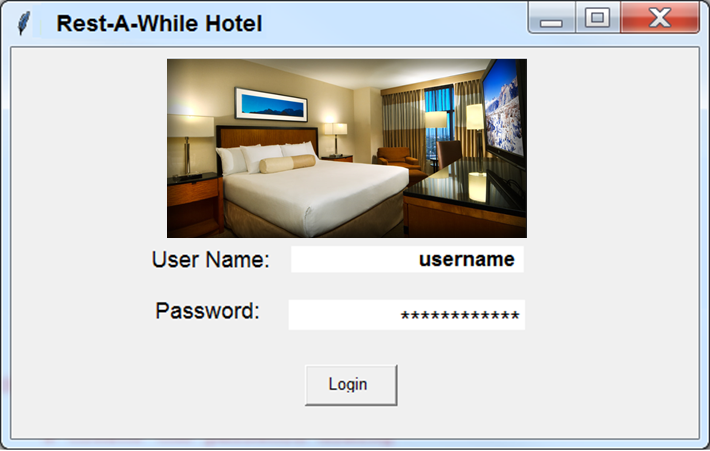 Rest-A-While Hotel
User Name: username
Password: ************
Login